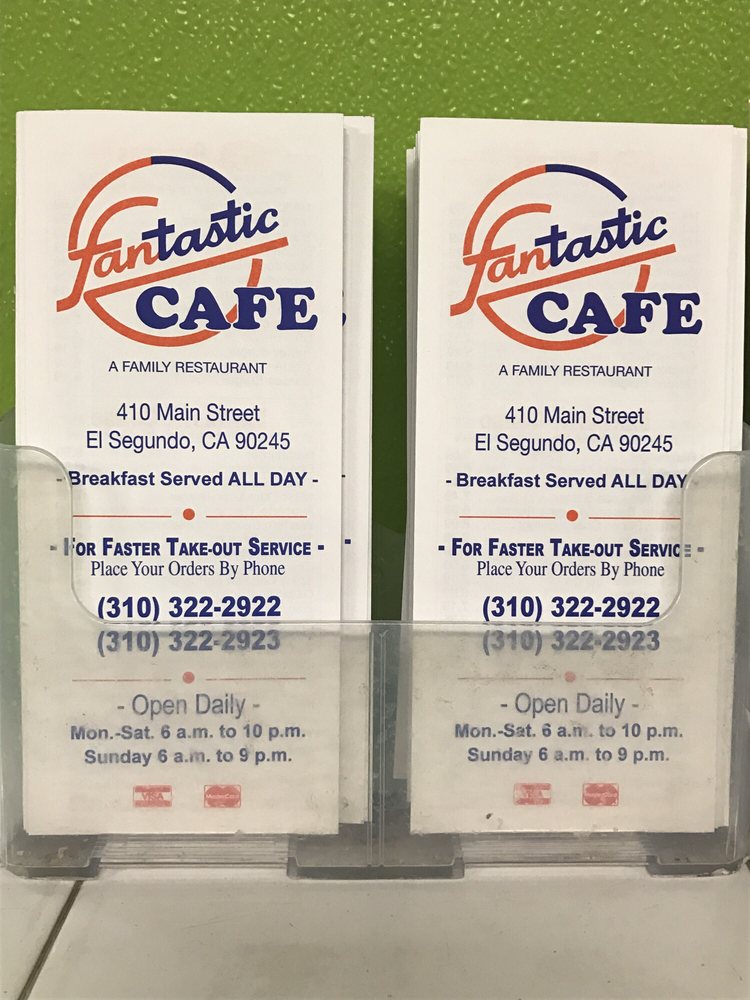 fantastic
CAFE
A FAMILY RESTAURANT
410 Main Street
El Segundo, CA 90245
- Breakfast Served ALL DAY -
- FOR FASTER TAKE-OUT SERVICE -
Place Your Orders By Phone
(310) 322-2922
(310) 322-2923
- Open Daily -
Mon.-Sat. 6 a.m. to 10 p.m.
Sunday 6 a.m. to 9 p.m.
VISA MasterCard
fantastic
CAFE
A FAMILY RESTAURANT
410 Main Street
El Segundo, CA 90245
- Breakfast Served ALL DAY
- FOR FASTER TAKE-OUT SERVICE -
Place Your Orders By Phone
(310) 322-2922
(310) 322-2923
- Open Daily -
Mon.-Sat. 6 a.m. to 10 p.m.
Sunday 6 a.m. to 9 p.m.
VISA MasterCard